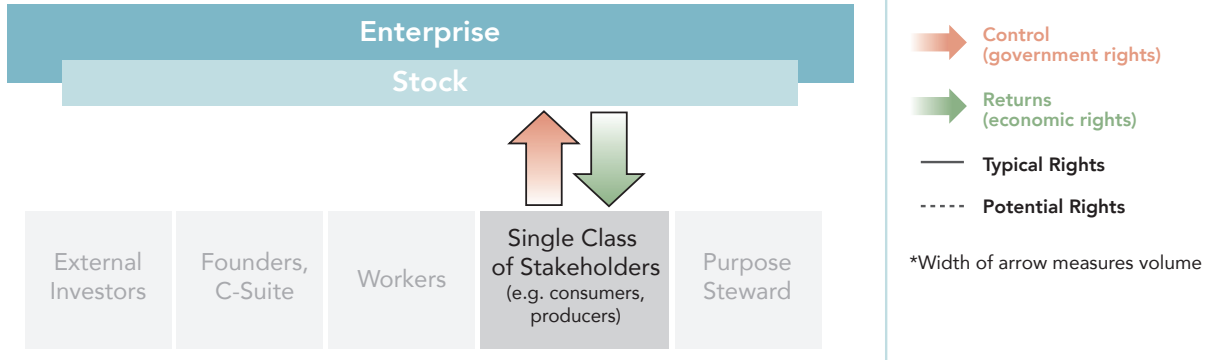 Enterprise
Stock
External
Investors
Founders,
C-Suite
Workers
Single Class
of Stakeholders
(e.g. consumers,
producers)
Purpose
Steward
Control
(government rights)
Returns
(economic rights)
Typical Rights
Potential Rights
*Width of arrow measures volume